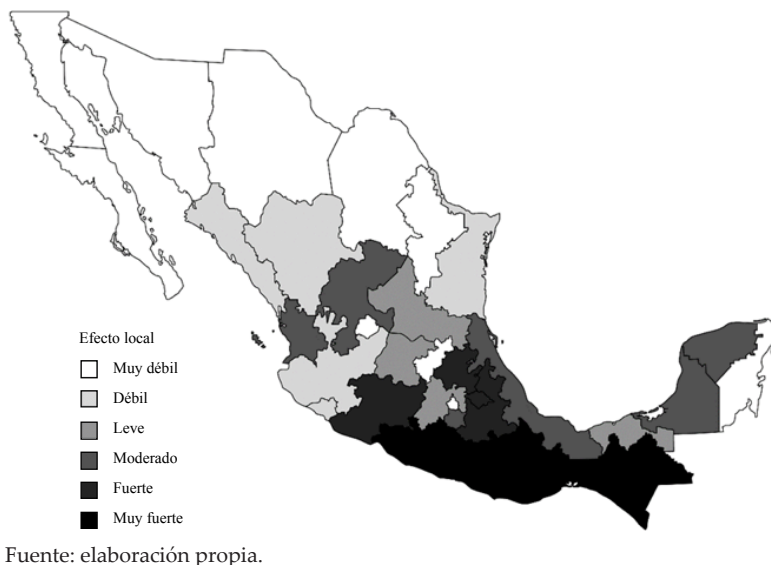 Efecto local
Muy débil
Débil
Leve
Moderado
Fuerte
Muy fuerte
Fuente: elaboración propia.